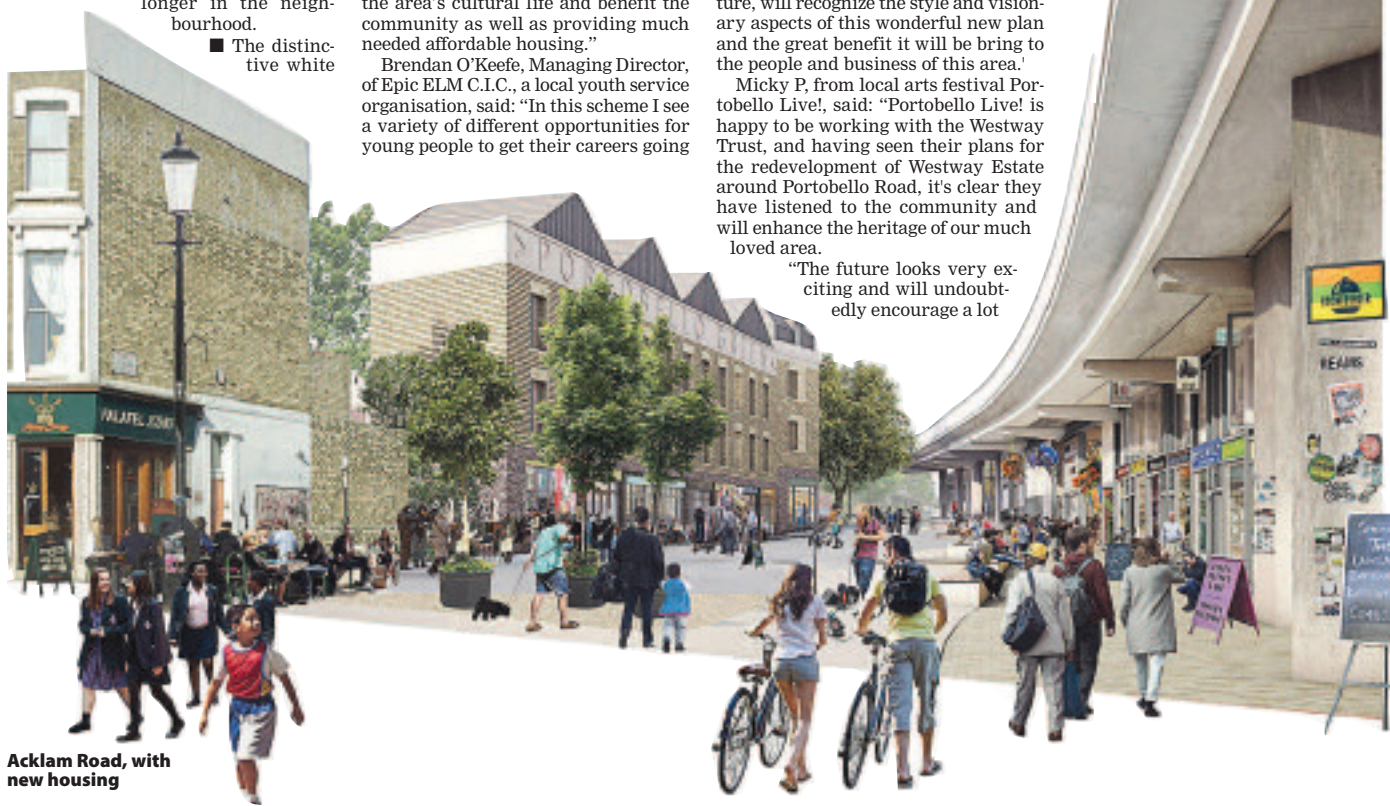 longer in the neigh-
bourhood.
■ The distinc-
tive white
the area's cultural life and benefit the
community as well as providing much
needed affordable housing.”
Brendan O’Keefe, Managing Director,
of Epic ELM C.I.C., a local youth service
organisation, said: “In this scheme I see
a variety of different opportunities for
young people to get their careers going
ture, will recognize the style and vision-
ary aspects of this wonderful new plan
and the great benefit it will be bring to
the people and business of this area.'
Micky P, from local arts festival Por-
tobello Live!, said: “Portobello Live! is
happy to be working with the Westway
Trust, and having seen their plans for
the redevelopment of Westway Estate
around Portobello Road, it's clear they
have listened to the community and
will enhance the heritage of our much
loved area.
“The future looks very ex-
citing and will undoubt-
edly encourage a lot
FALAFEL
Acklam Road, with
new housing